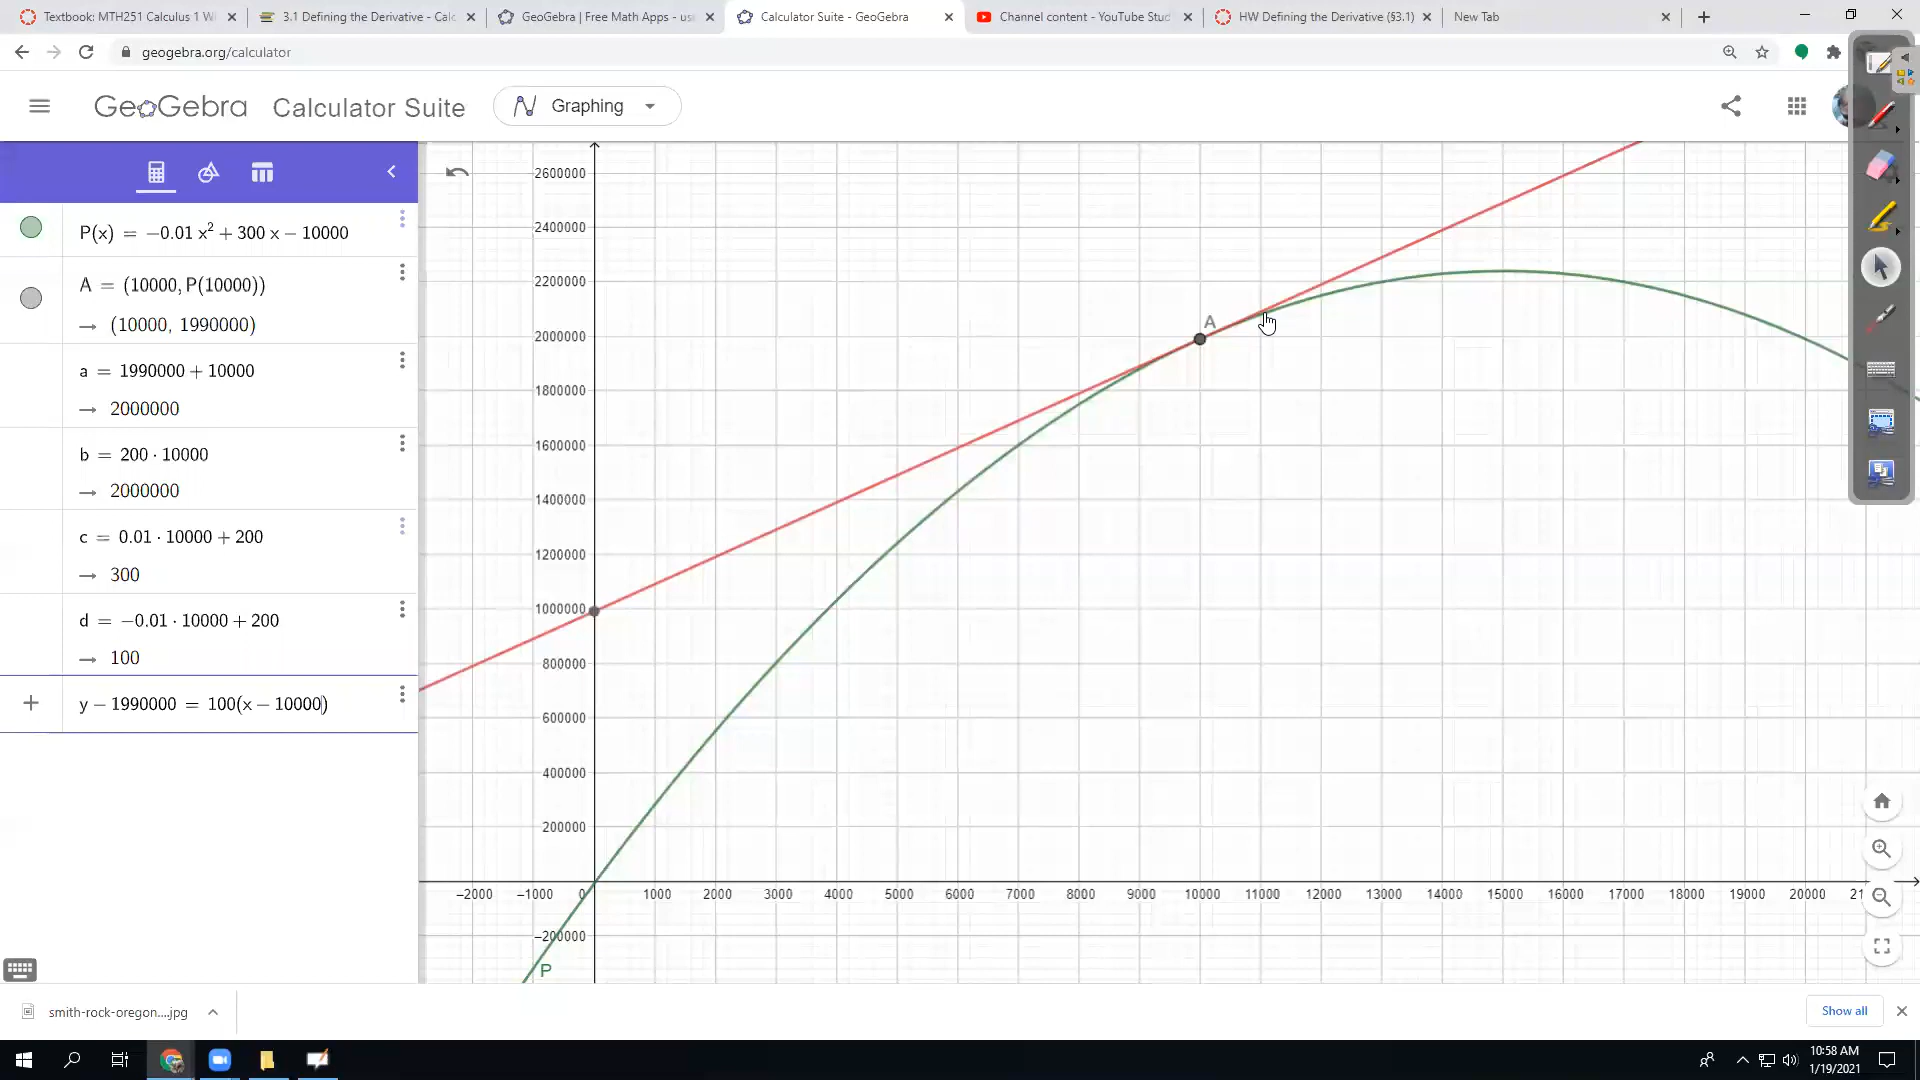 Textbook: MTH251 Calculus 1 Wi
3.1 Defining the Derivative - Calc
GeoGebra | Free Math Apps - us
Calculator Suite - GeoGebra
Channel content - YouTube Stud
HW Defining the Derivative (§3.1)
New Tab
geogebra.org/calculator
GeoGebra Calculator Suite
Graphing
P(x) = −0.01 x² + 300 x − 10000
A = (10000, P(10000))
→ (10000, 1990000)
a = 1990000 + 10000
→ 2000000
b = 200 · 10000
→ 2000000
c = 0.01 · 10000 + 200
→ 300
d = −0.01 · 10000 + 200
→ 100
y − 1990000 = 100(x − 10000)
2600000
2400000
2200000
2000000
1800000
1600000
1400000
1200000
1000000
800000
600000
400000
200000
−200000
A
P
−2000 −1000 0 1000 2000 3000 4000 5000 6000 7000 8000 9000 10000 11000 12000 13000 14000 15000 16000 17000 18000 19000 20000
smith-rock-oregon....jpg
Show all
10:58 AM
1/19/2021